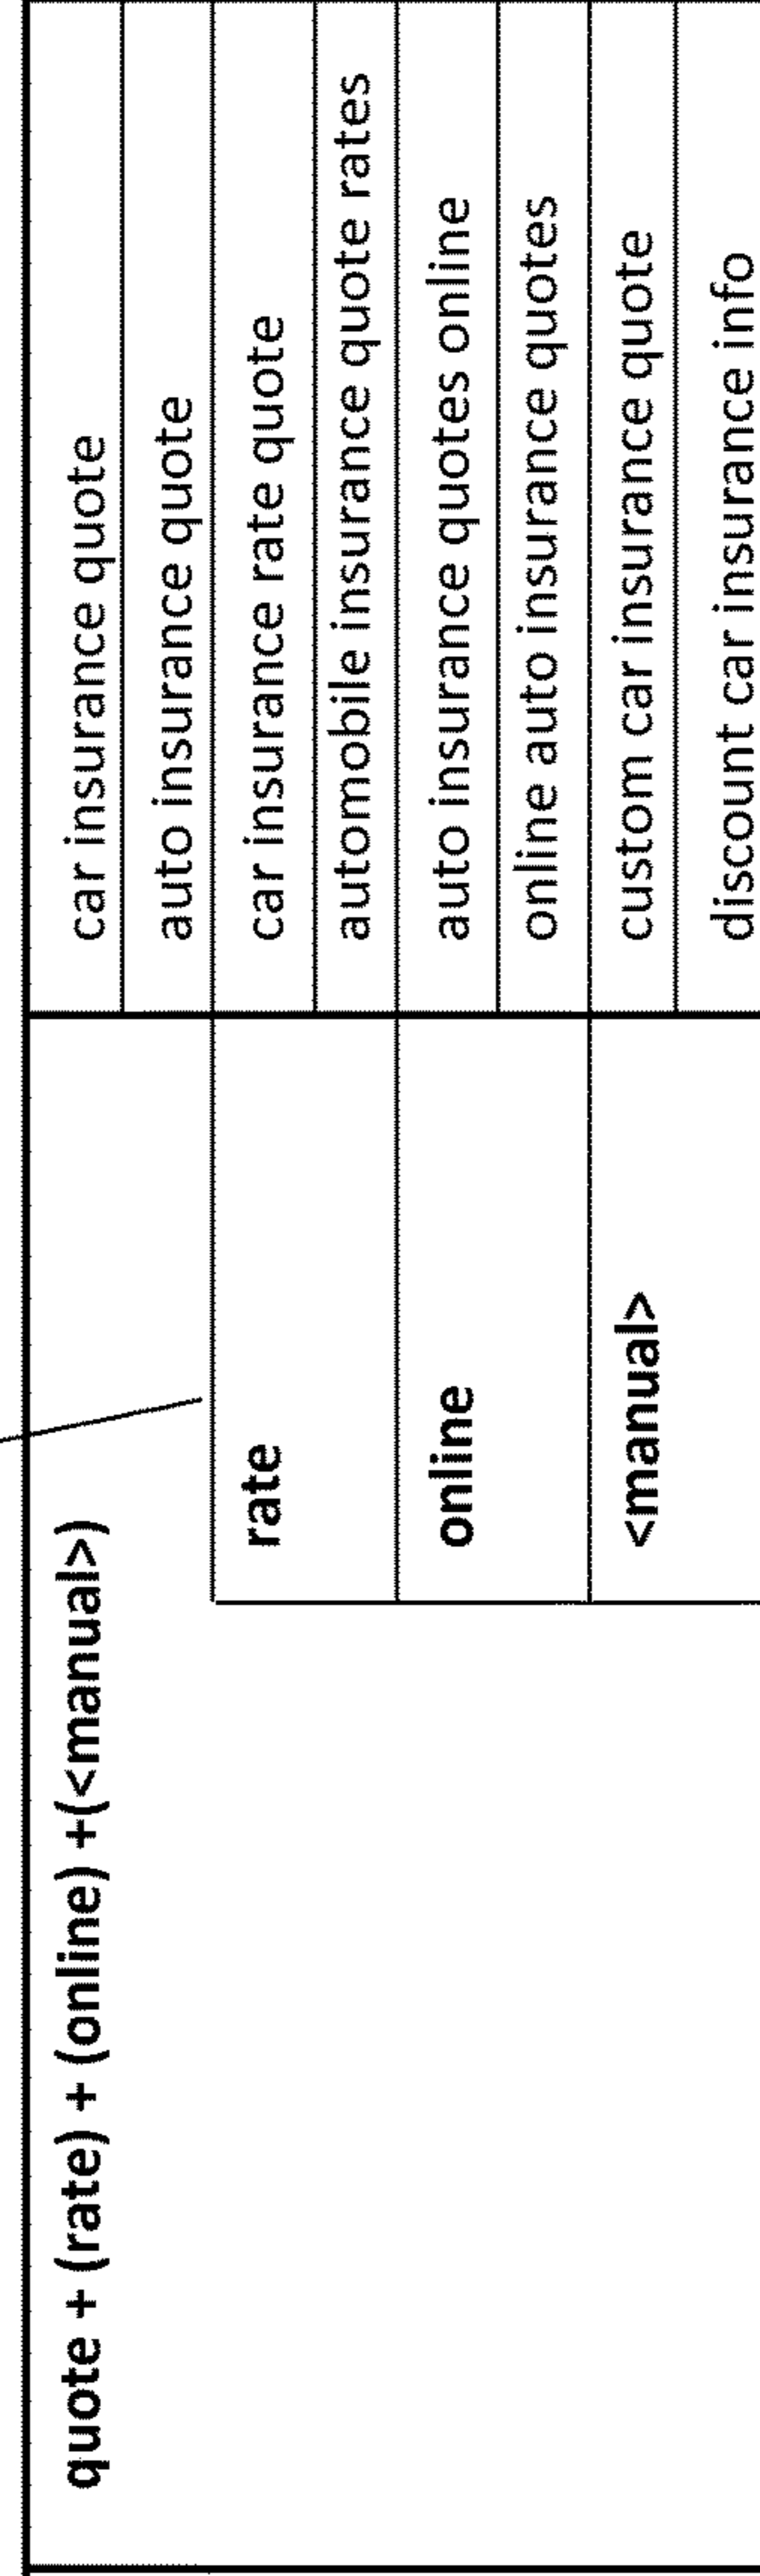 quote + (rate) + (online) +(<manual>)
car insurance quote
auto insurance quote
rate
car insurance rate quote
automobile insurance quote rates
online
auto insurance quotes online
online auto insurance quotes
<manual>
custom car insurance quote
discount car insurance info